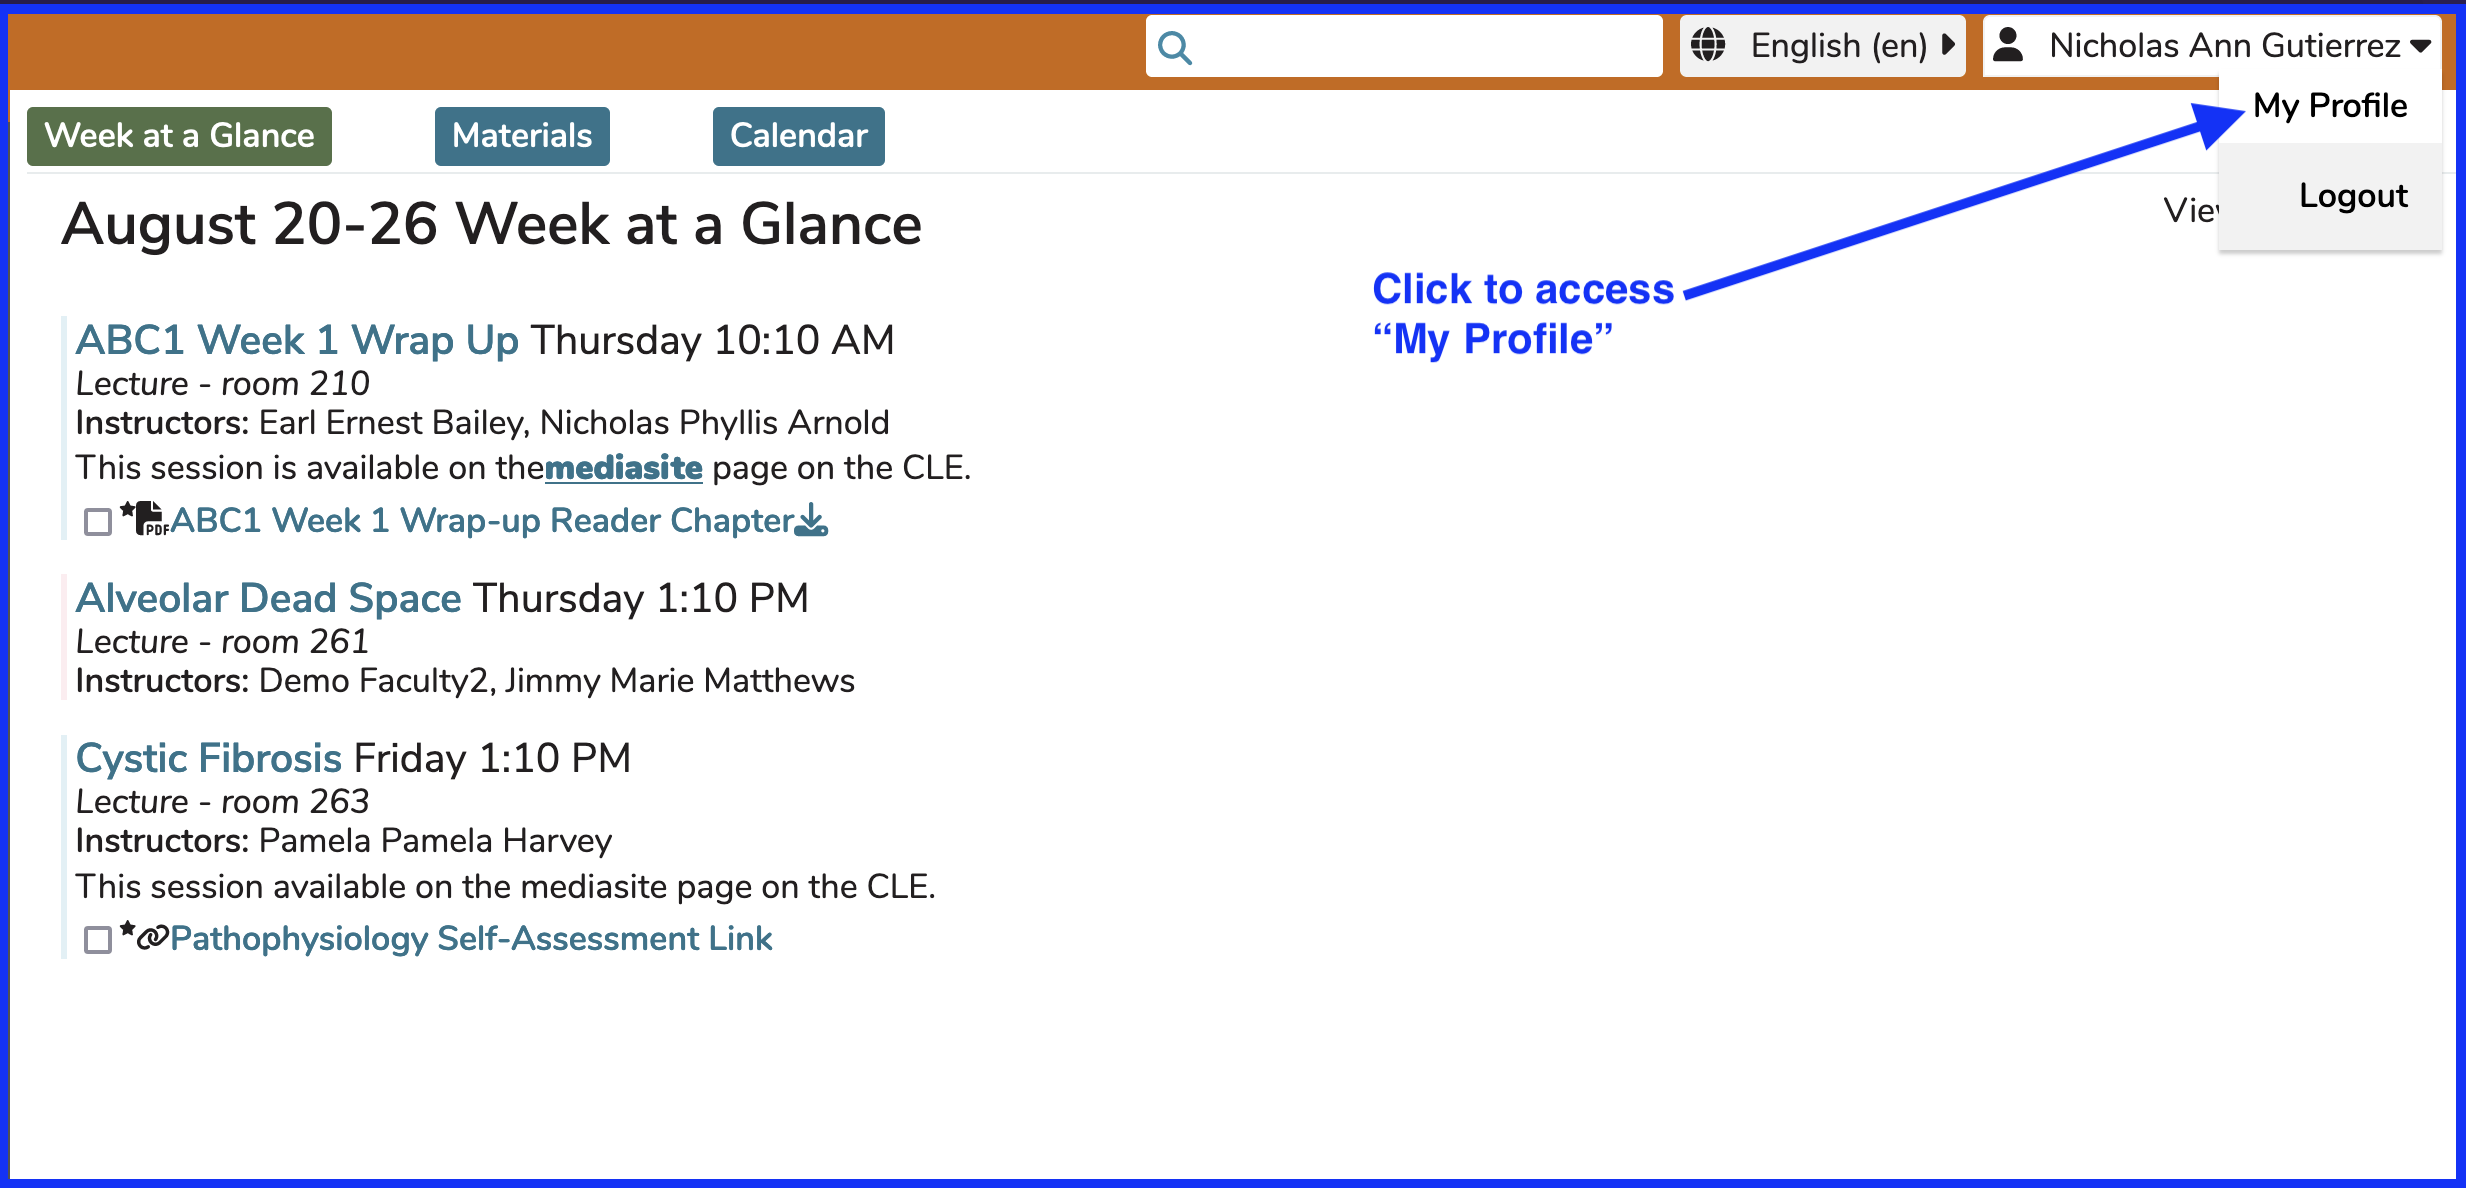 English (en)
Nicholas Ann Gutierrez
My Profile
Logout
Week at a Glance
Materials
Calendar
August 20-26 Week at a Glance
Click to access
“My Profile”
ABC1 Week 1 Wrap Up Thursday 10:10 AM
Lecture - room 210
Instructors: Earl Ernest Bailey, Nicholas Phyllis Arnold
This session is available on themediasite page on the CLE.
PDF ABC1 Week 1 Wrap-up Reader Chapter
Alveolar Dead Space Thursday 1:10 PM
Lecture - room 261
Instructors: Demo Faculty2, Jimmy Marie Matthews
Cystic Fibrosis Friday 1:10 PM
Lecture - room 263
Instructors: Pamela Pamela Harvey
This session available on the mediasite page on the CLE.
Pathophysiology Self-Assessment Link